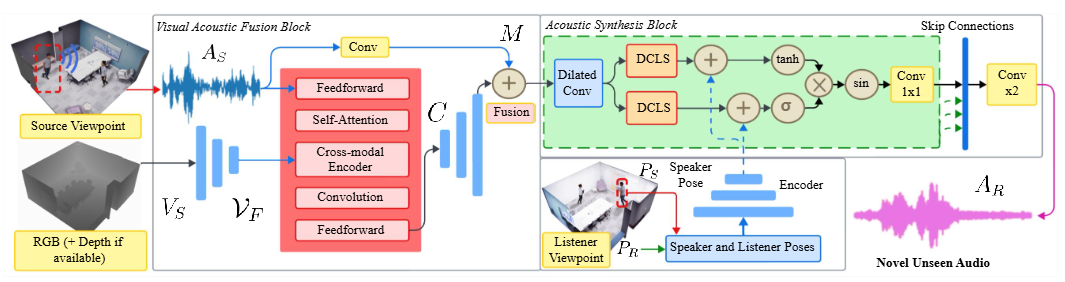 Visual Acoustic Fusion Block
A_S
Conv
M
Feedforward
Self-Attention
Cross-modal
Encoder
Convolution
Feedforward
C
+
Fusion
Source Viewpoint
V_S
V_F
RGB (+ Depth if
available)
Acoustic Synthesis Block
Skip Connections
Dilated
Conv
DCLS
DCLS
+
+
tanh
σ
×
sin
Conv
1x1
Conv
x2
P_S
Speaker
Pose
Encoder
Listener
Viewpoint
P_R
Speaker and Listener Poses
A_R
Novel Unseen Audio